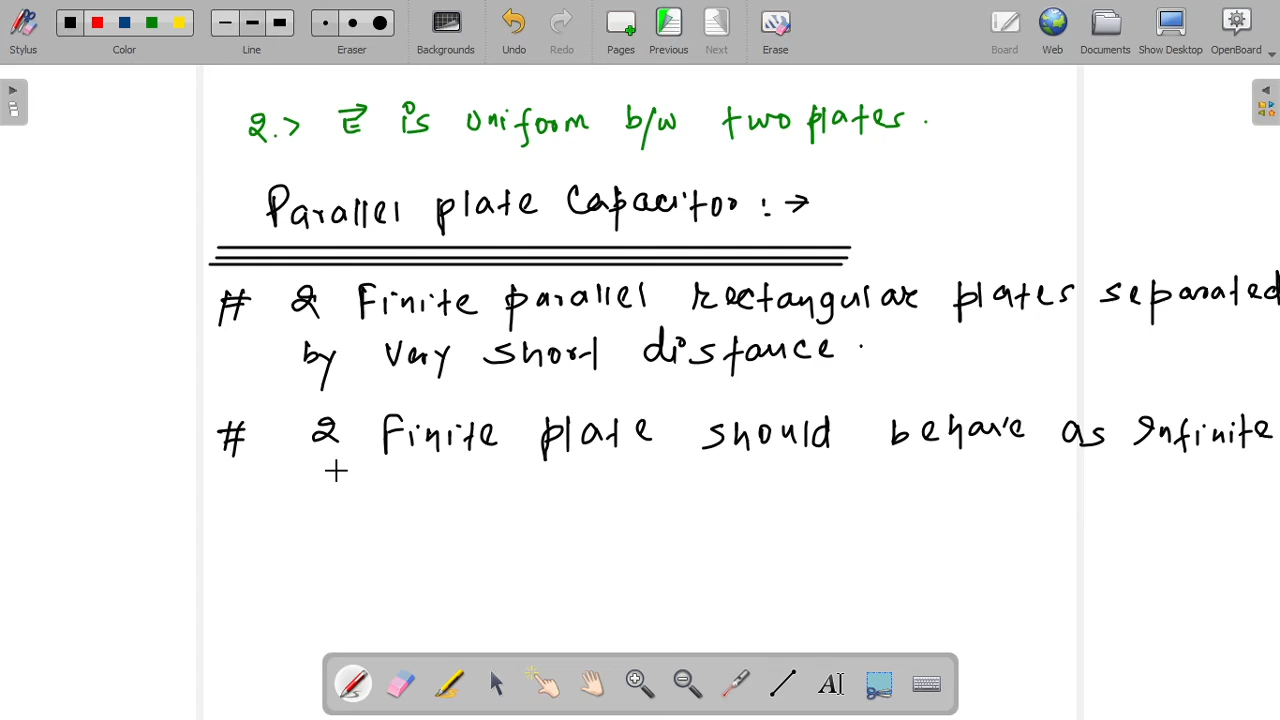 Stylus
Color
Line
Eraser
Backgrounds
Undo
Redo
Pages
Previous
Next
Erase
Board
Web
Documents
Show Desktop
OpenBoard
2.> E is uniform b/w two plates.
Parallel plate Capacitor : →
# 2 Finite parallel rectangular plates separated
by very short distance.
# 2 Finite plate should behave as Infinite